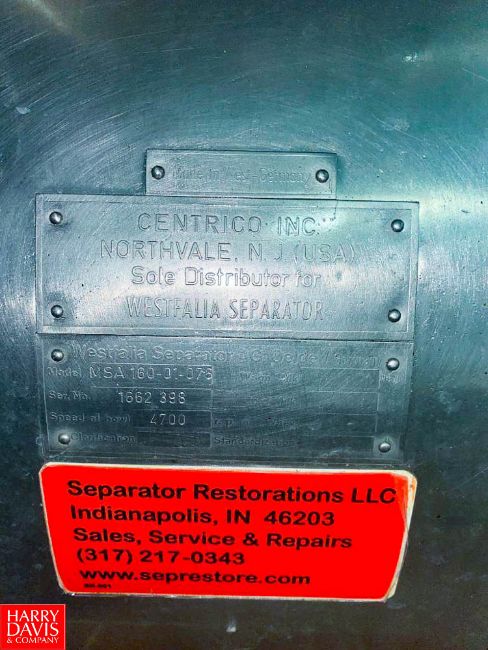 Made in West-Germany
CENTRICO INC.
NORTHVALE, N.J. (USA)
Sole Distributor for
WESTFALIA SEPARATOR
Westfalia Separator
Model MSA 160-01-076
Ser. No. 1662 398
Speed of bowl 4700
Clarification
Separator Restorations LLC
Indianapolis, IN 46203
Sales, Service & Repairs
(317) 217-0343
www.seprestore.com
HARRY
DAVIS
& COMPANY